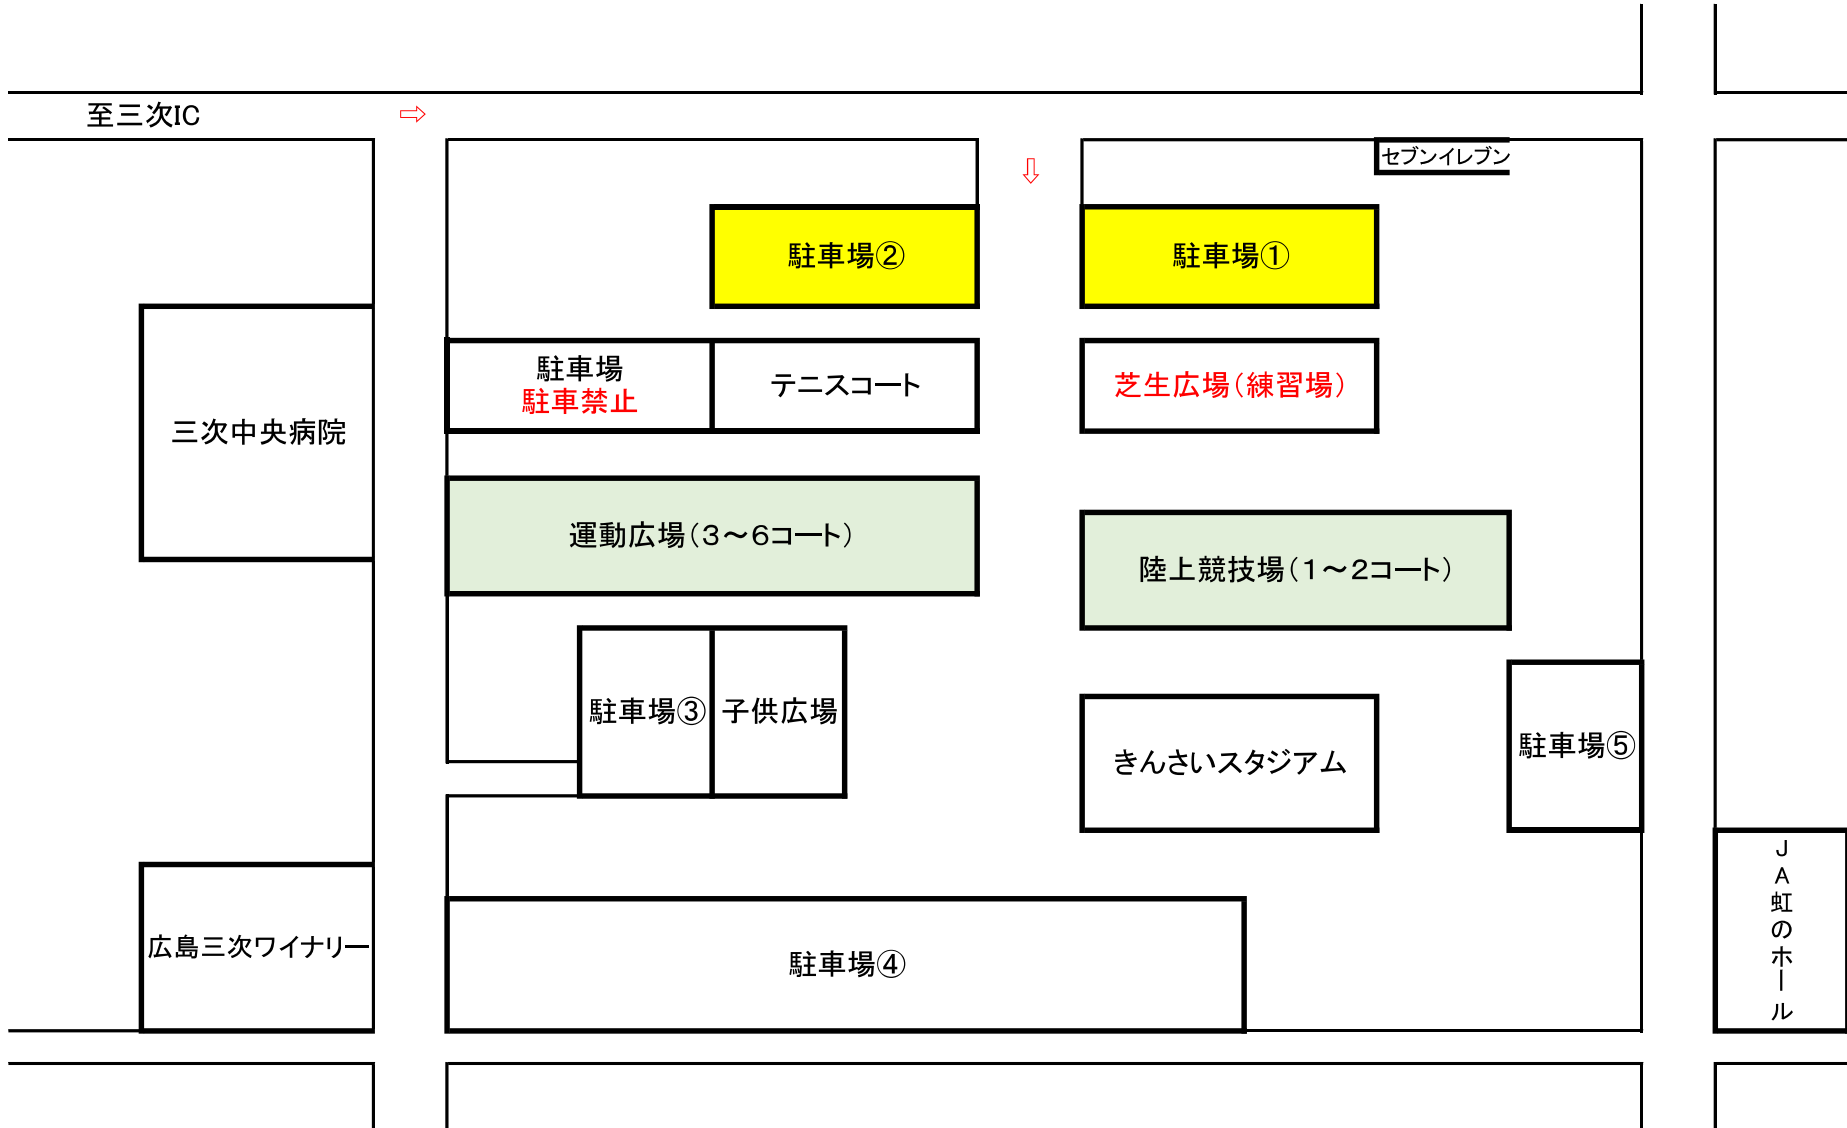 至三次IC
セブンイレブン
駐車場②
駐車場①
駐車場
駐車禁止
テニスコート
芝生広場（練習場）
三次中央病院
運動広場（３～６コート）
陸上競技場（１～２コート）
駐車場③
子供広場
きんさいスタジアム
駐車場⑤
ＪＡ虹のホール
広島三次ワイナリー
駐車場④